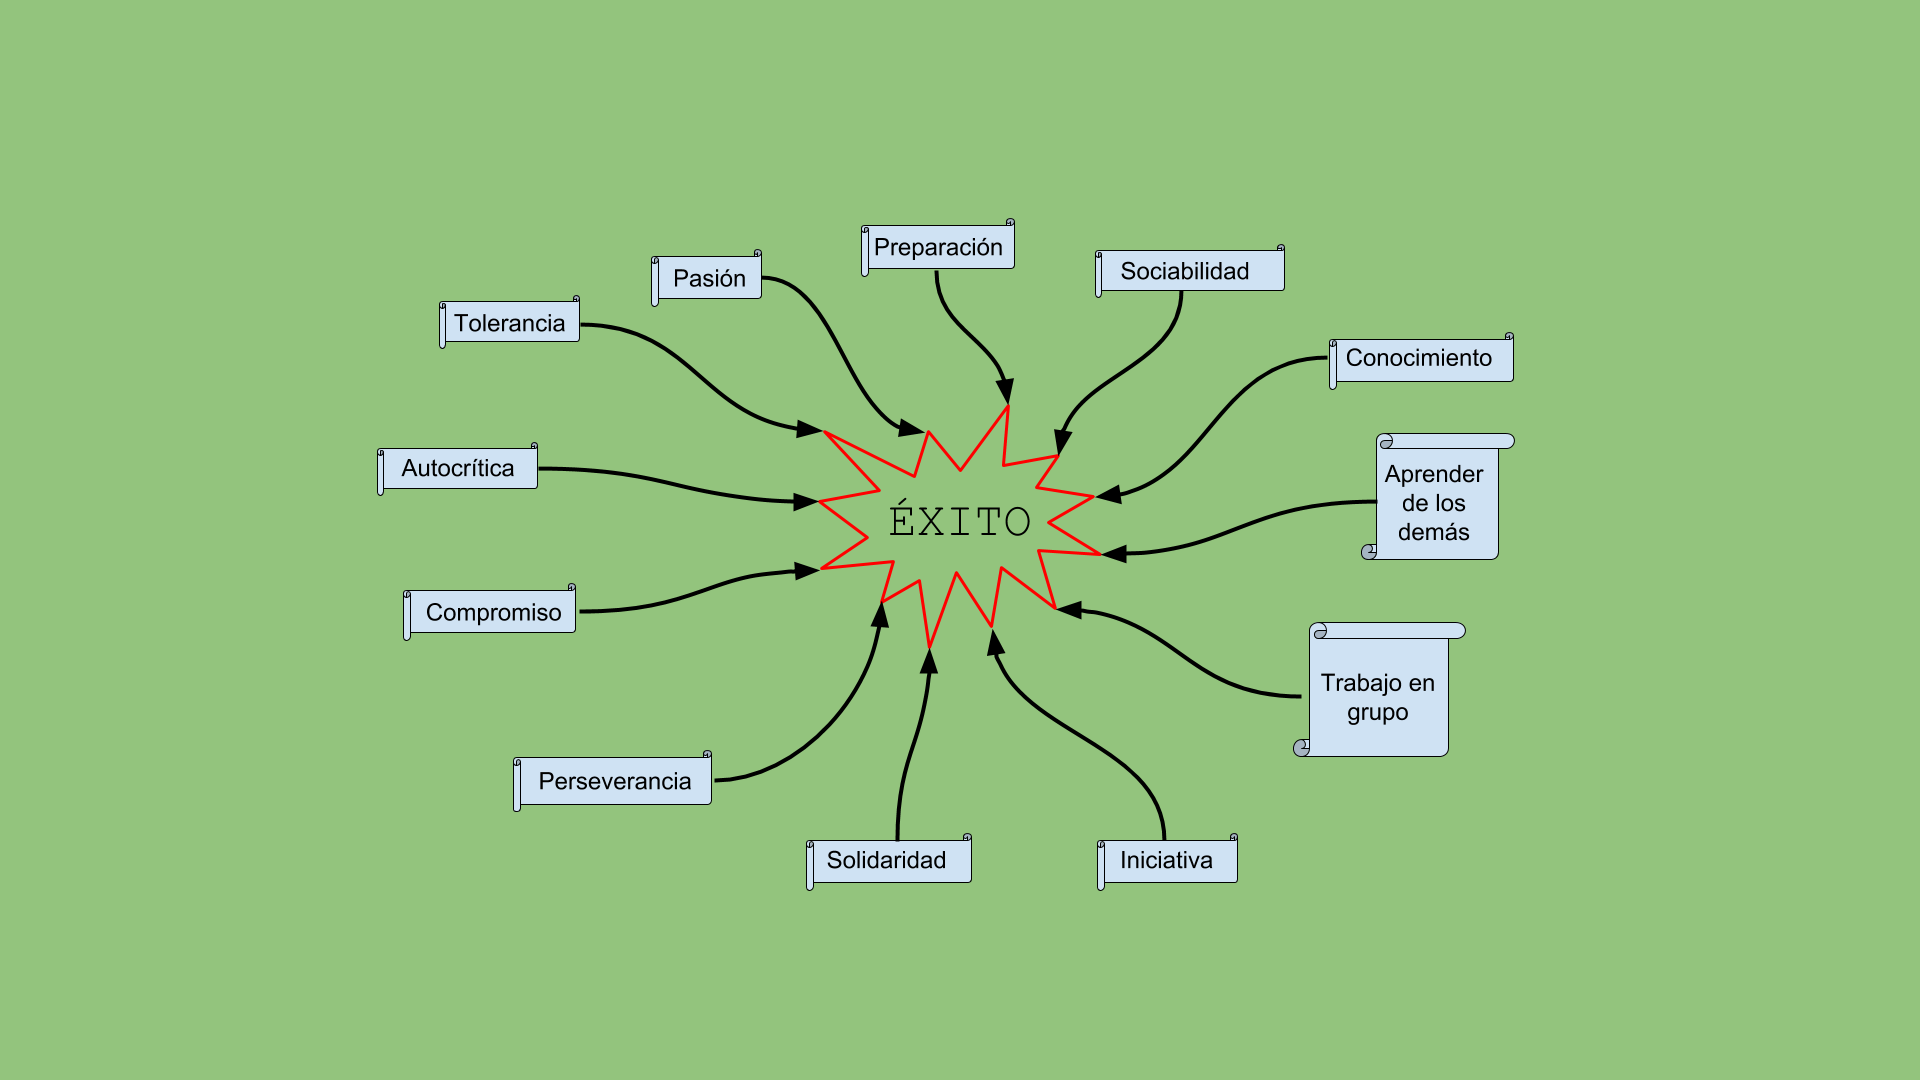 Preparación
Sociabilidad
Pasión
Tolerancia
Conocimiento
Autocrítica
Aprender
de los
demás
ÉXITO
Compromiso
Trabajo en
grupo
Perseverancia
Solidaridad
Iniciativa